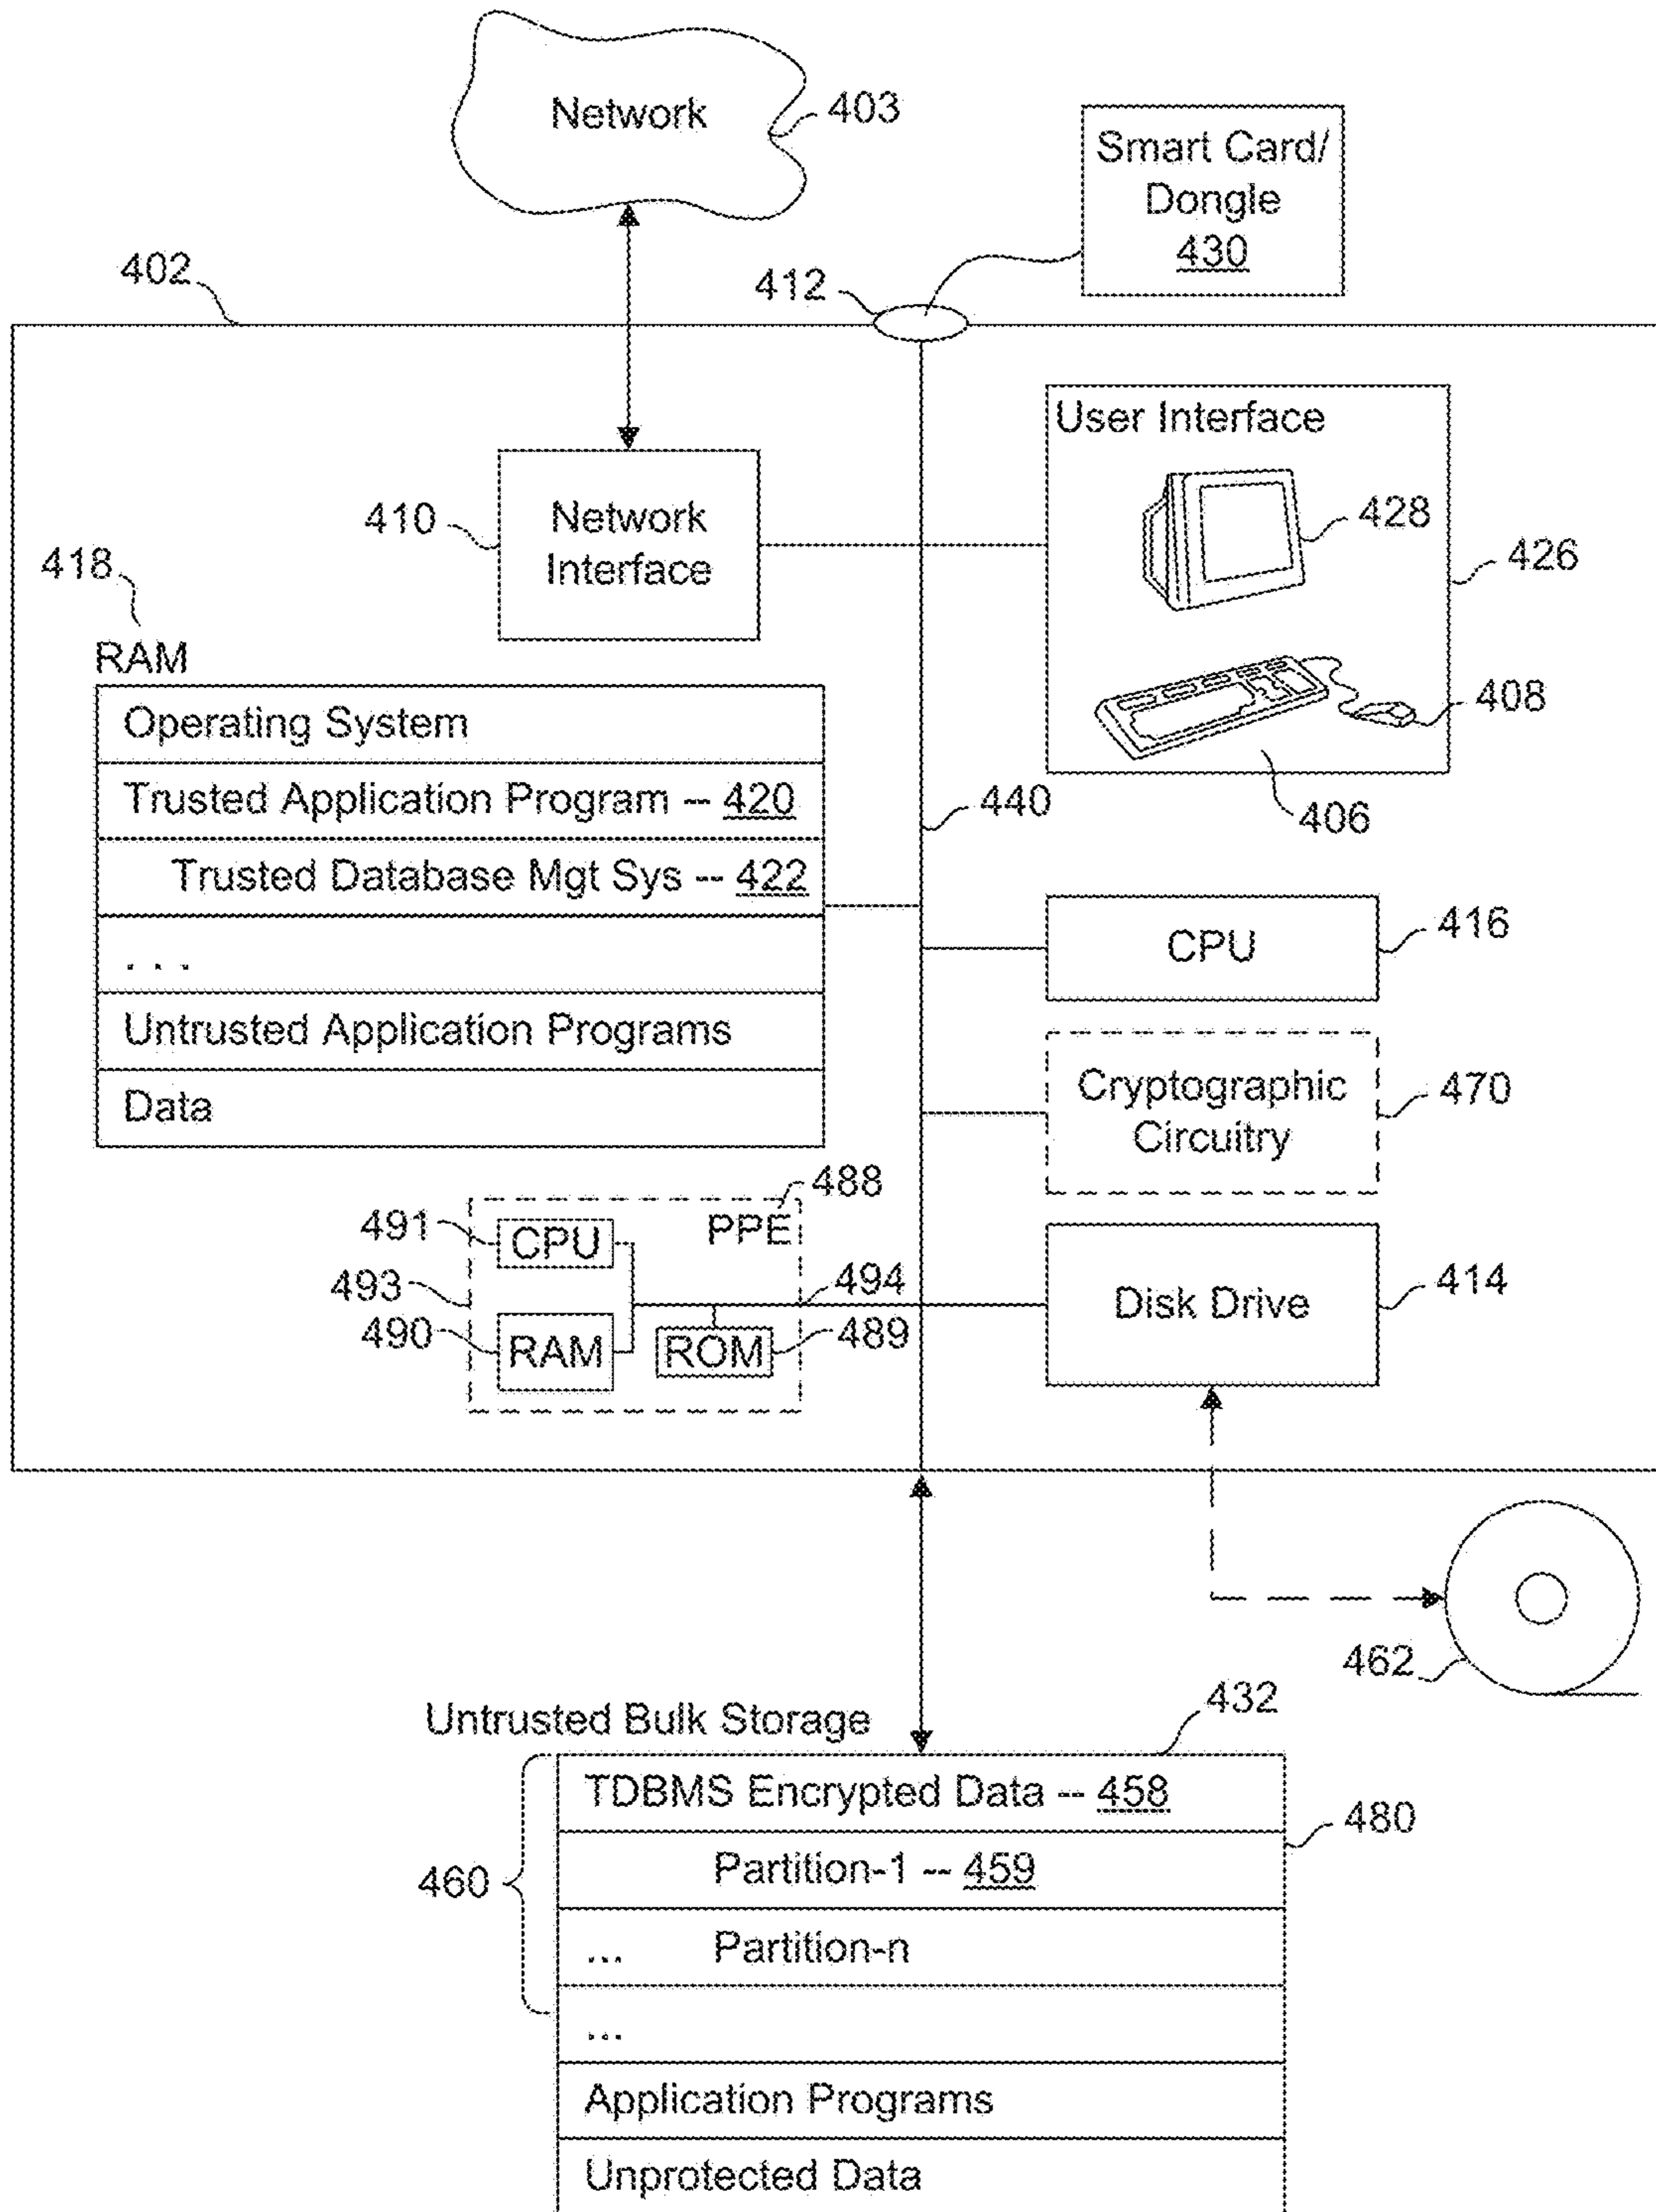 Network
403
Smart Card/
Dongle
430
402
412
User Interface
428
426
408
406
410
Network
Interface
418
RAM
Operating System
Trusted Application Program -- 420
Trusted Database Mgt Sys -- 422
. . .
Untrusted Application Programs
Data
440
CPU
416
Cryptographic
Circuitry
470
488
PPE
491
CPU
493
494
490
RAM
ROM
489
Disk Drive
414
462
Untrusted Bulk Storage
432
TDBMS Encrypted Data -- 458
480
Partition-1 -- 459
460
... Partition-n
...
Application Programs
Unprotected Data